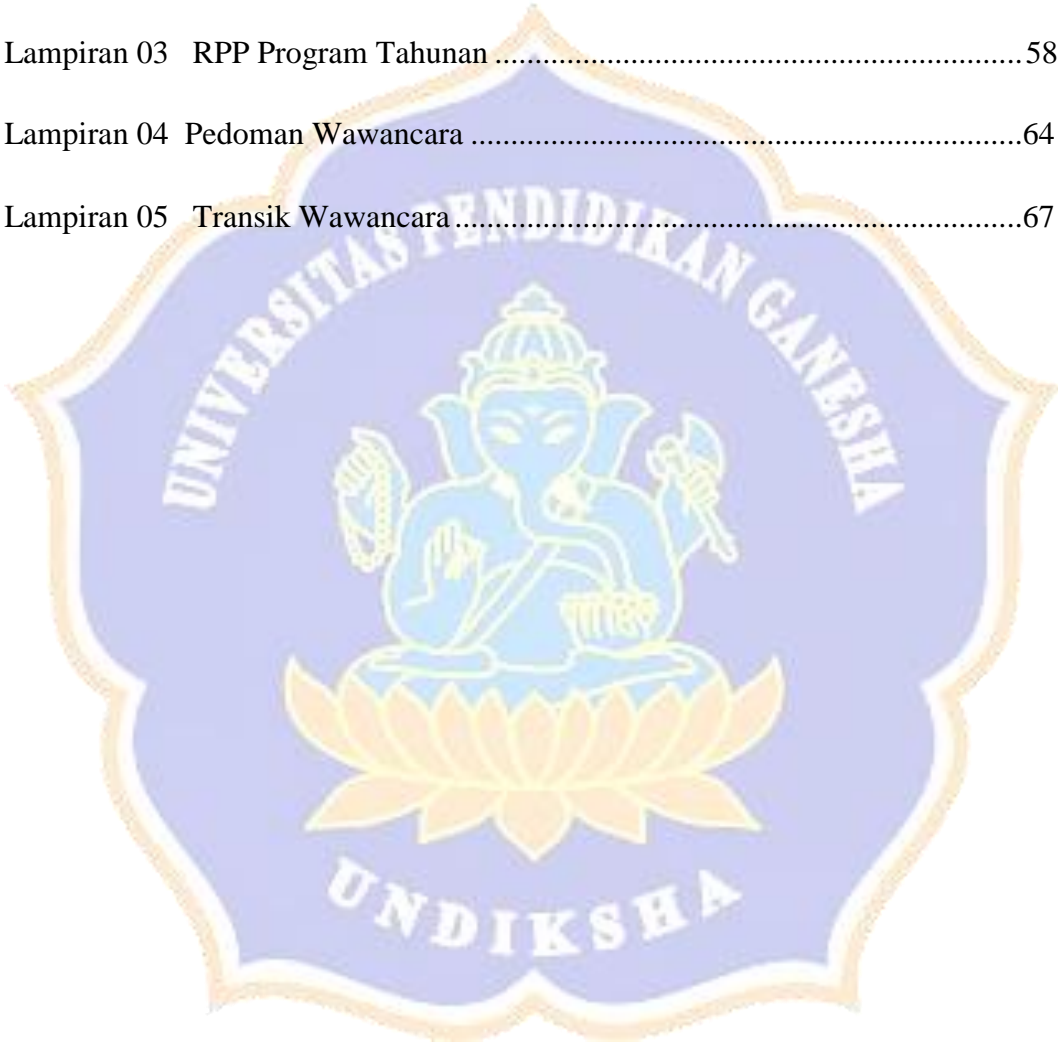 Lampiran 03 RPP Program Tahunan ................................................................... 58
Lampiran 04 Pedoman Wawancara ...................................................................... 64
Lampiran 05 Transik Wawancara ........................................................................ 67
UNIVERSITAS PENDIDIKAN GANESHA
UNDIKSHA